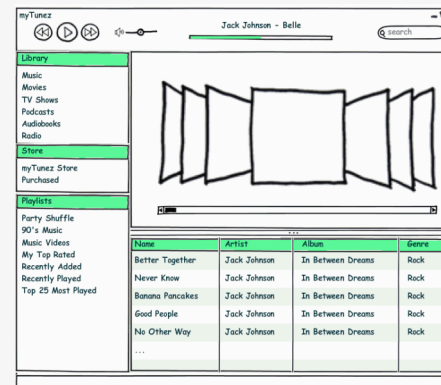 myTunez
Jack Johnson - Belle
search
Library
Music
Movies
TV Shows
Podcasts
Audiobooks
Radio
Store
myTunez Store
Purchased
Playlists
Party Shuffle
90's Music
Music Videos
My Top Rated
Recently Added
Recently Played
Top 25 Most Played
Name Artist Album Genre
Better Together Jack Johnson In Between Dreams Rock
Never Know Jack Johnson In Between Dreams Rock
Banana Pancakes Jack Johnson In Between Dreams Rock
Good People Jack Johnson In Between Dreams Rock
No Other Way Jack Johnson In Between Dreams Rock
...